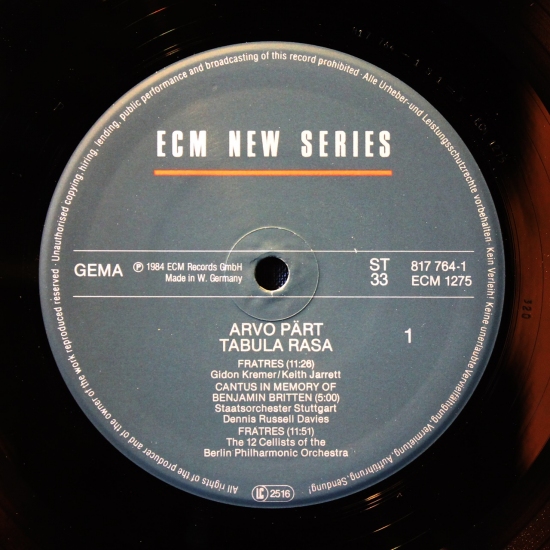 ECM NEW SERIES
GEMA
℗ 1984 ECM Records GmbH
Made in W. Germany
ST
33
817 764-1
ECM 1275
ARVO PÄRT
TABULA RASA
1
FRATRES (11:26)
Gidon Kremer/Keith Jarrett
CANTUS IN MEMORY OF
BENJAMIN BRITTEN (5:00)
Staatsorchester Stuttgart
Dennis Russell Davies
FRATRES (11:51)
The 12 Cellists of the
Berlin Philharmonic Orchestra
LC 2516
All rights of the producer and of the owner of the work reproduced reserved · Unauthorised copying, hiring, lending, public performance and broadcasting of this record prohibited · Alle Urheber- und Leistungsschutzrechte vorbehalten · Kein Verleih! Keine unerlaubte Vervielfältigung, Vermietung, Aufführung, Sendung!